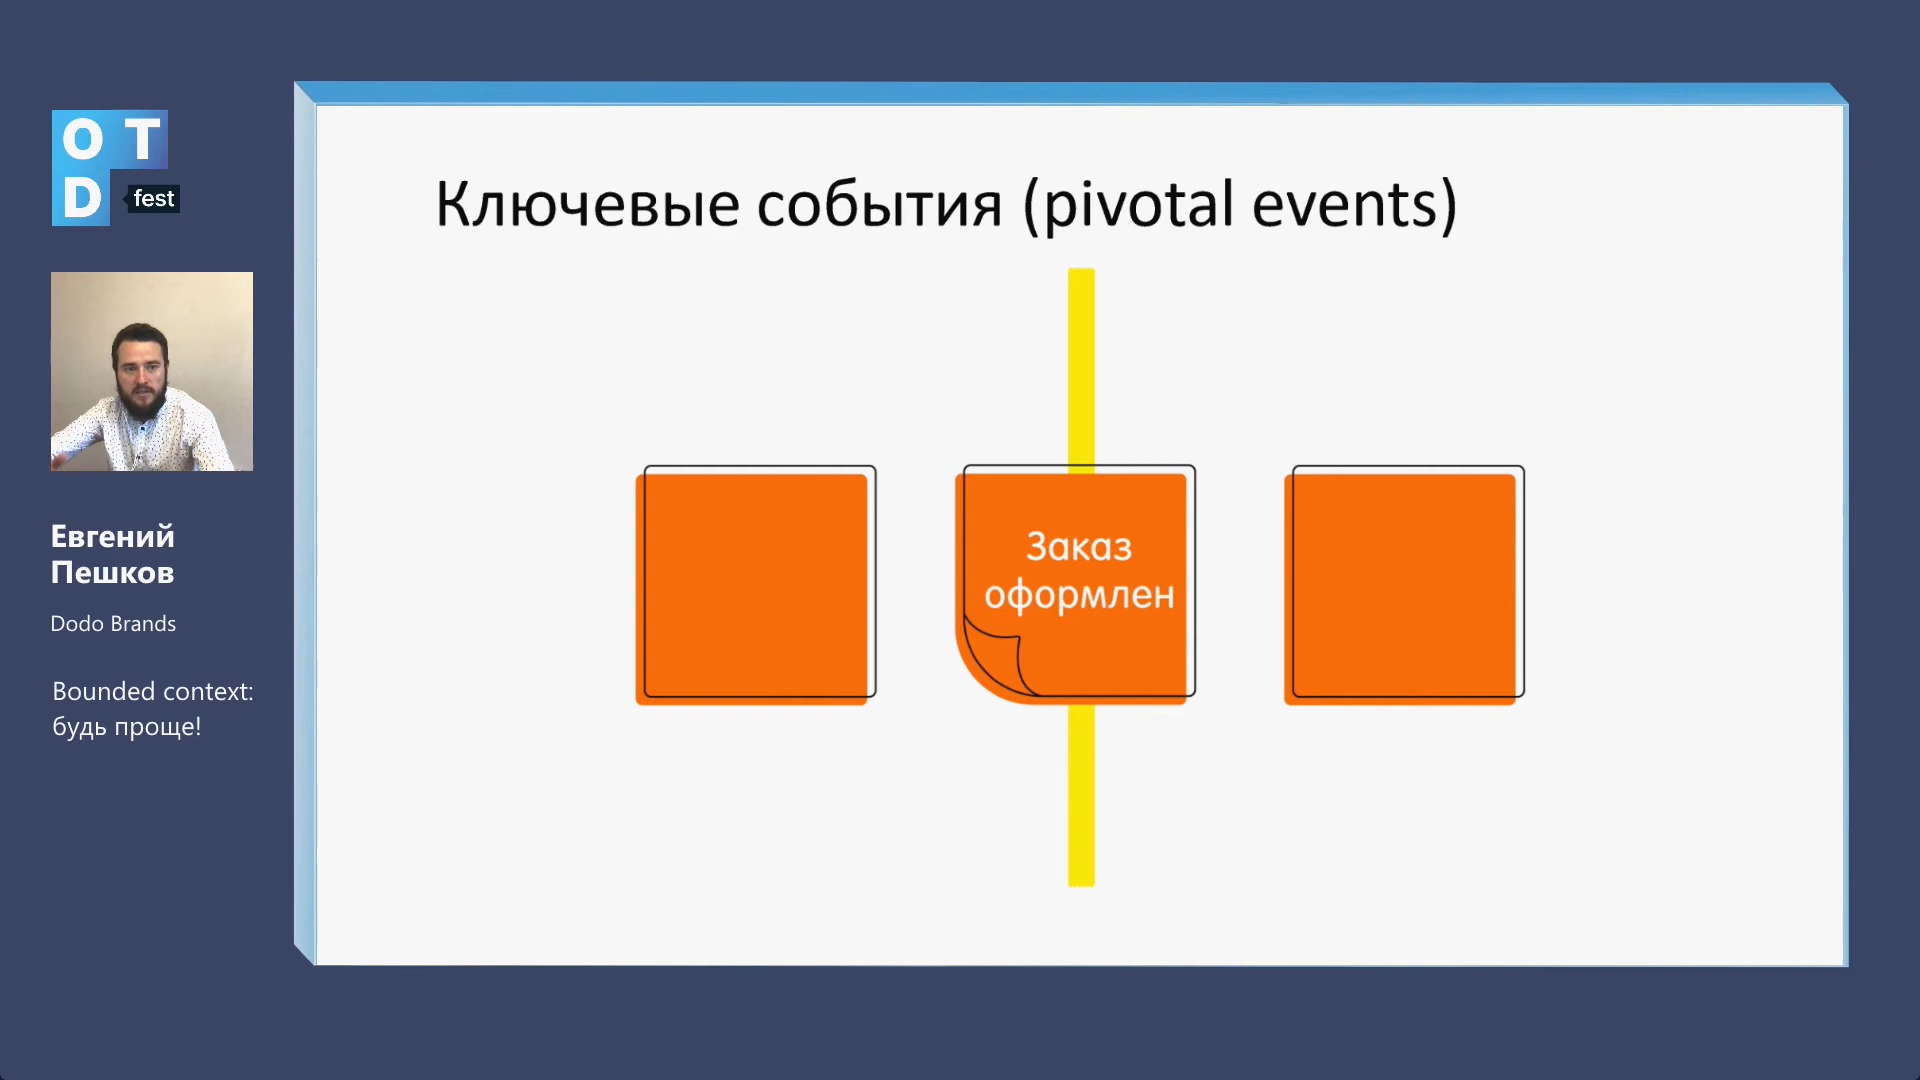 O T
D fest
Ключевые события (pivotal events)
Заказ
оформлен
Евгений
Пешков
Dodo Brands
Bounded context:
будь проще!